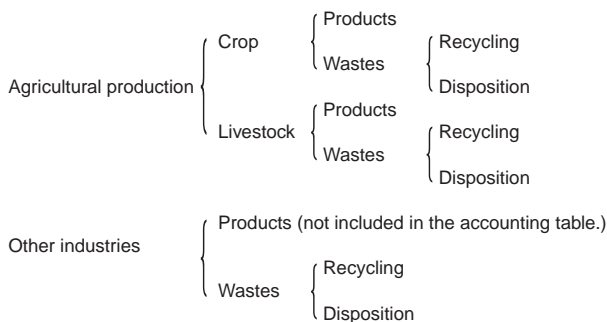 Products
Crop
Recycling
Wastes
Agricultural production
Disposition
Products
Livestock
Recycling
Wastes
Disposition
Products (not included in the accounting table.)
Other industries
Recycling
Wastes
Disposition